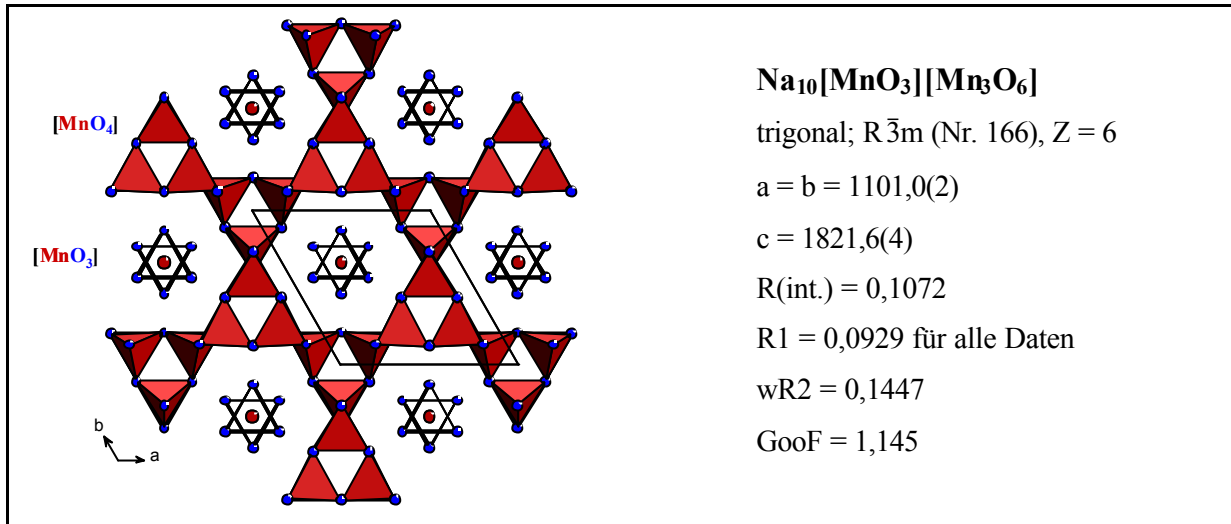 [MnO₄]
[MnO₃]
b
a
Na₁₀[MnO₃][Mn₃O₆]
trigonal; R3̄m (Nr. 166), Z = 6
a = b = 1101,0(2)
c = 1821,6(4)
R(int.) = 0,1072
R1 = 0,0929 für alle Daten
wR2 = 0,1447
GooF = 1,145